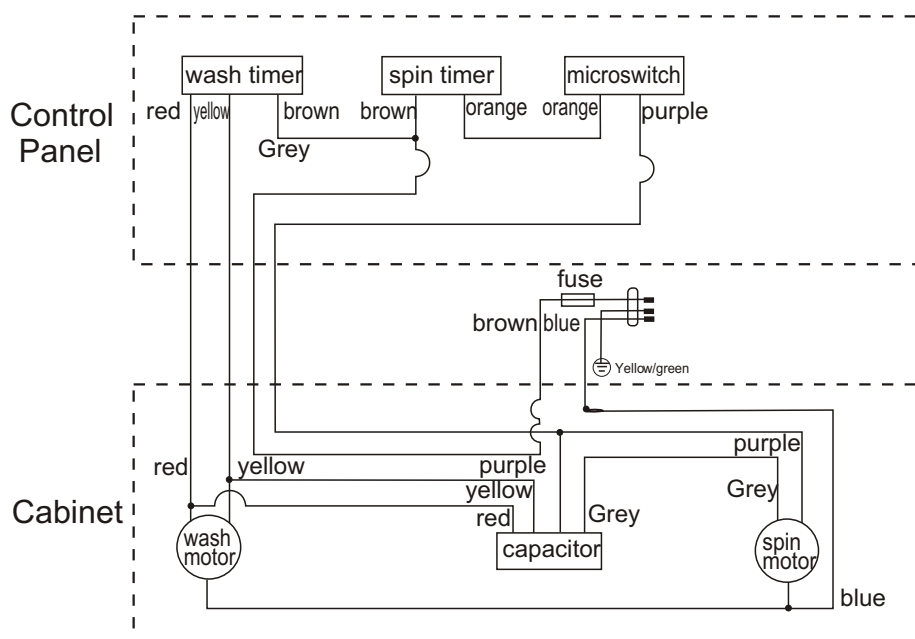 Control
Panel
wash timer
spin timer
microswitch
red
yellow
brown
brown
orange
orange
purple
Grey
fuse
brown
blue
Yellow/green
Cabinet
red
yellow
purple
yellow
red
Grey
purple
Grey
wash
motor
capacitor
spin
motor
blue